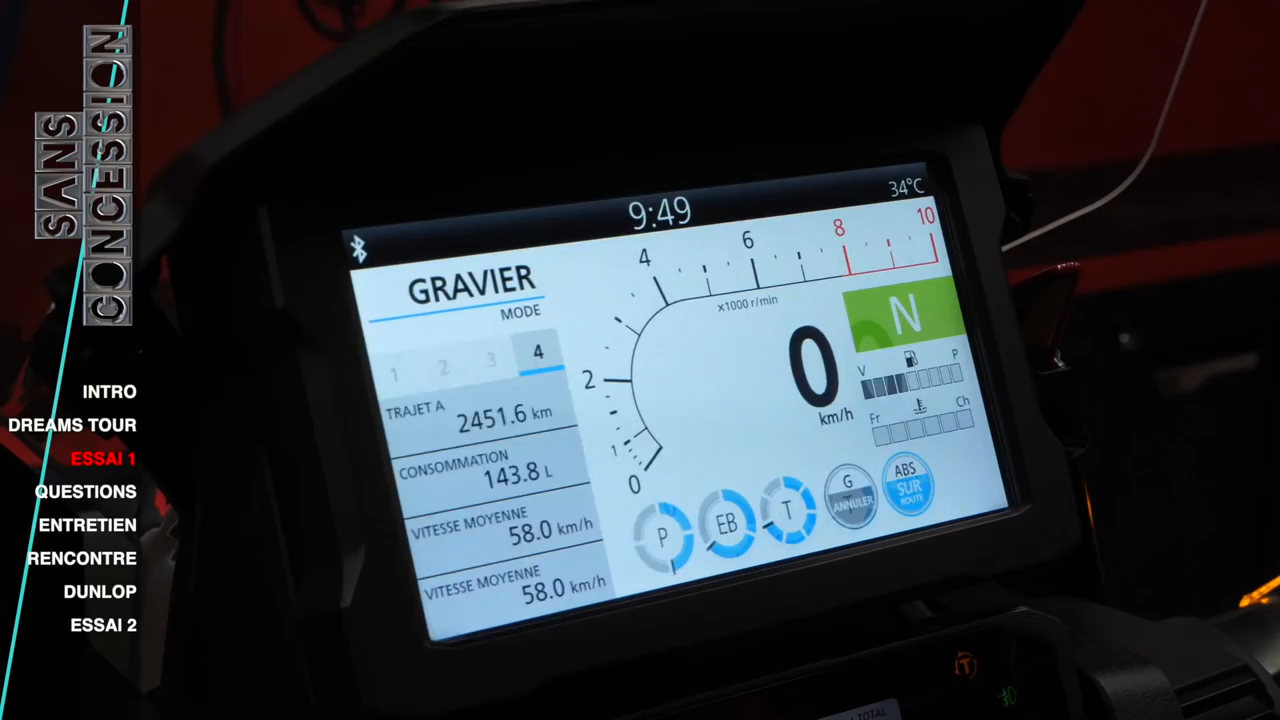 SANS
CONCESSION
INTRO
DREAMS TOUR
ESSAI 1
QUESTIONS
ENTRETIEN
RENCONTRE
DUNLOP
ESSAI 2
9:49
34°C
GRAVIER
MODE
1 2 3 4
TRAJET A
2451.6 km
CONSOMMATION
143.8 L
VITESSE MOYENNE
58.0 km/h
VITESSE MOYENNE
58.0 km/h
0 1 2 4 6 8 10
x1000 r/min
0
km/h
N
V P
Fr Ch
P
EB
T
G
ANNULER
ABS
SUR
ROUTE
T
TOTAL